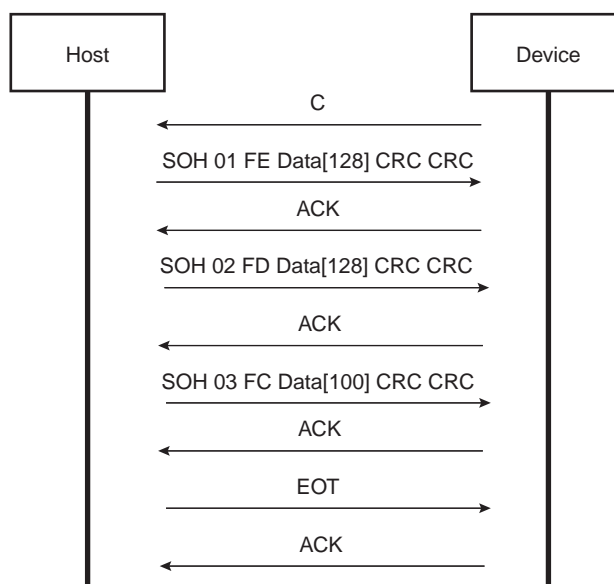 Host
Device
C
SOH 01 FE Data[128] CRC CRC
ACK
SOH 02 FD Data[128] CRC CRC
ACK
SOH 03 FC Data[100] CRC CRC
ACK
EOT
ACK